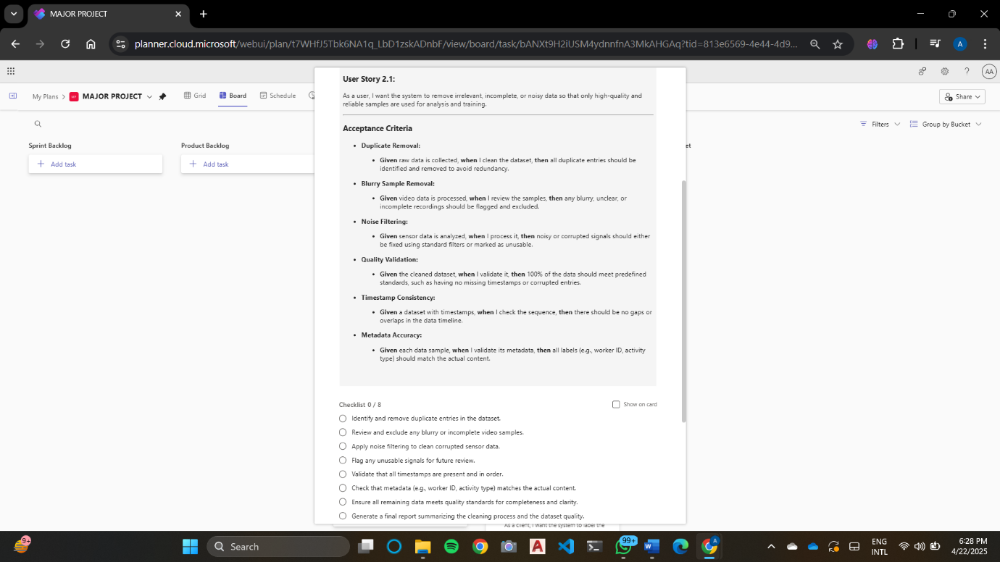 MAJOR PROJECT
planner.cloud.microsoft/webui/plan/t7WHfJ5Tbk6NA1q_LbD1zskADnbF/view/board/task/bANXt9H2iUSM4ydnnfnA3MkAHGAq?tid=813e6569-4e44-4d9...
A
AA
My Plans
MP
MAJOR PROJECT
Grid
Board
Schedule
Share
Filters
Group by Bucket
Sprint Backlog
Product Backlog
et
Add task
Add task
User Story 2.1:
As a user, I want the system to remove irrelevant, incomplete, or noisy data so that only high-quality and
reliable samples are used for analysis and training.
Acceptance Criteria
• Duplicate Removal:
• Given raw data is collected, when I clean the dataset, then all duplicate entries should be
identified and removed to avoid redundancy.
• Blurry Sample Removal:
• Given video data is processed, when I review the samples, then any blurry, unclear, or
incomplete recordings should be flagged and excluded.
• Noise Filtering:
• Given sensor data is analyzed, when I process it, then noisy or corrupted signals should either
be fixed using standard filters or marked as unusable.
• Quality Validation:
• Given the cleaned dataset, when I validate it, then 100% of the data should meet predefined
standards, such as having no missing timestamps or corrupted entries.
• Timestamp Consistency:
• Given a dataset with timestamps, when I check the sequence, then there should be no gaps or
overlaps in the data timeline.
• Metadata Accuracy:
• Given each data sample, when I validate its metadata, then all labels (e.g., worker ID, activity
type) should match the actual content.
Checklist 0 / 8
Show on card
Identify and remove duplicate entries in the dataset.
Review and exclude any blurry or incomplete video samples.
Apply noise filtering to clean corrupted sensor data.
Flag any unusable signals for future review.
Validate that all timestamps are present and in order.
Check that metadata (e.g., worker ID, activity type) matches the actual content.
Ensure all remaining data meets quality standards for completeness and clarity.
Generate a final report summarizing the cleaning process and the dataset quality.
As a client, I want the system to label the
9+
Search
99+
A
ENG
INTL
6:28 PM
4/22/2025